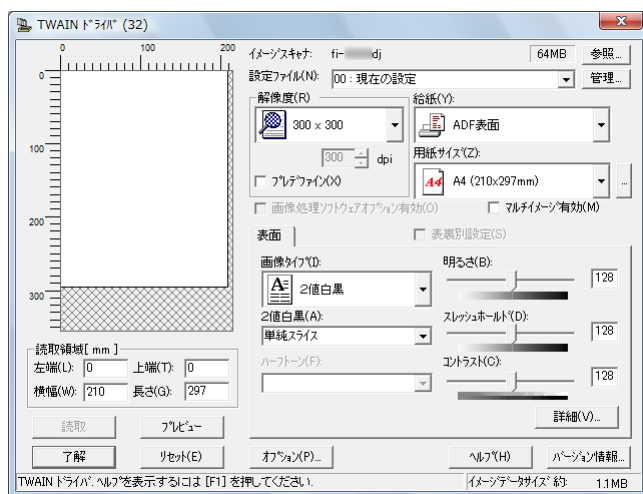 TWAIN ドライバ (32)
0 100 200
0
100
200
300
イメージスキャナ: fi- dj 64MB 参照...
設定ファイル(N): 00 : 現在の設定 管理...
解像度(R) 給紙(Y):
300 x 300 ADF表面
300 dpi 用紙サイズ(Z):
プレデファイン(X) A4 (210x297mm) ...
画像処理ソフトウェアオプション有効(O) マルチイメージ有効(M)
表面 表裏別設定(S)
画像タイプ(I): 明るさ(B):
2値白黒 128
2値白黒(A): スレッショホールド(D):
単純スライス 128
ハーフトーン(F): コントラスト(C):
128
読取領域[ mm ]
左端(L): 0 上端(T): 0
横幅(W): 210 長さ(G): 297
詳細(V)...
読取 プレビュー
了解 リセット(E) オプション(P)... ヘルプ(H) バージョン情報...
TWAIN ドライバ. ヘルプを表示するには [F1] を押してください. イメージデータサイズ 約: 1.1MB